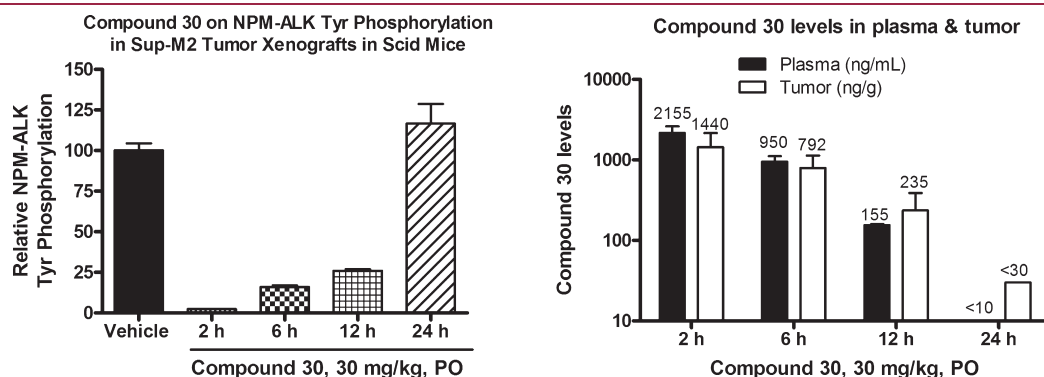 Compound 30 on NPM-ALK Tyr Phosphorylation
in Sup-M2 Tumor Xenografts in Scid Mice
Relative NPM-ALK
Tyr Phosphorylation
150
125
100
75
50
25
0
Vehicle 2 h 6 h 12 h 24 h
Compound 30, 30 mg/kg, PO
Compound 30 levels in plasma & tumor
Plasma (ng/mL)
Tumor (ng/g)
Compound 30 levels
10000
1000
100
10
2155 1440
950 792
155 235
<10 <30
2 h 6 h 12 h 24 h
Compound 30, 30 mg/kg, PO